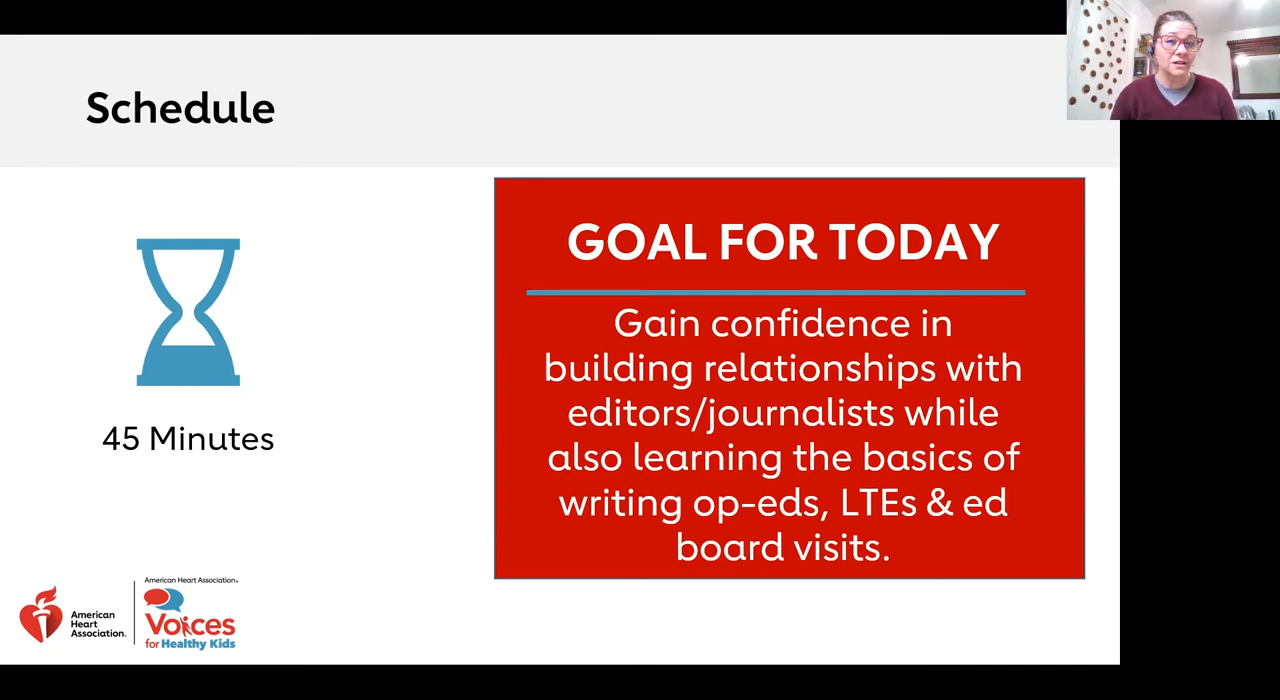 Schedule
GOAL FOR TODAY
Gain confidence in
building relationships with
editors/journalists while
also learning the basics of
writing op-eds, LTEs & ed
board visits.
45 Minutes
American
Heart
Association.
American Heart Association®
Voices
for Healthy Kids